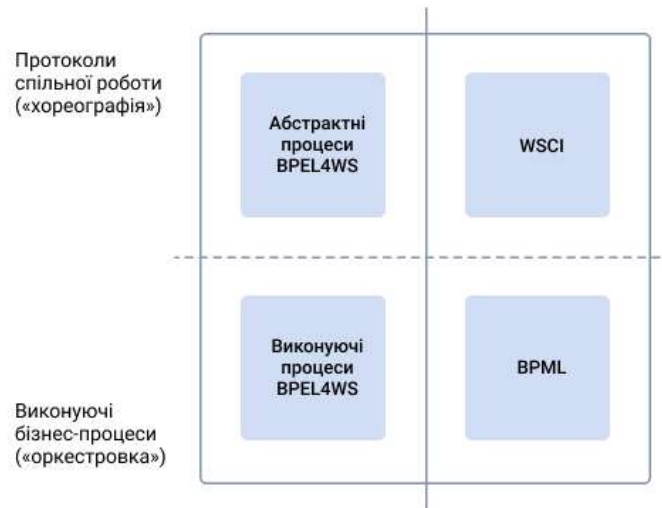 Протоколи
спільної роботи
(«хореографія»)
Абстрактні
процеси
BPEL4WS
WSCI
Виконуючі
процеси
BPEL4WS
BPML
Виконуючі
бізнес-процеси
(«оркестровка»)